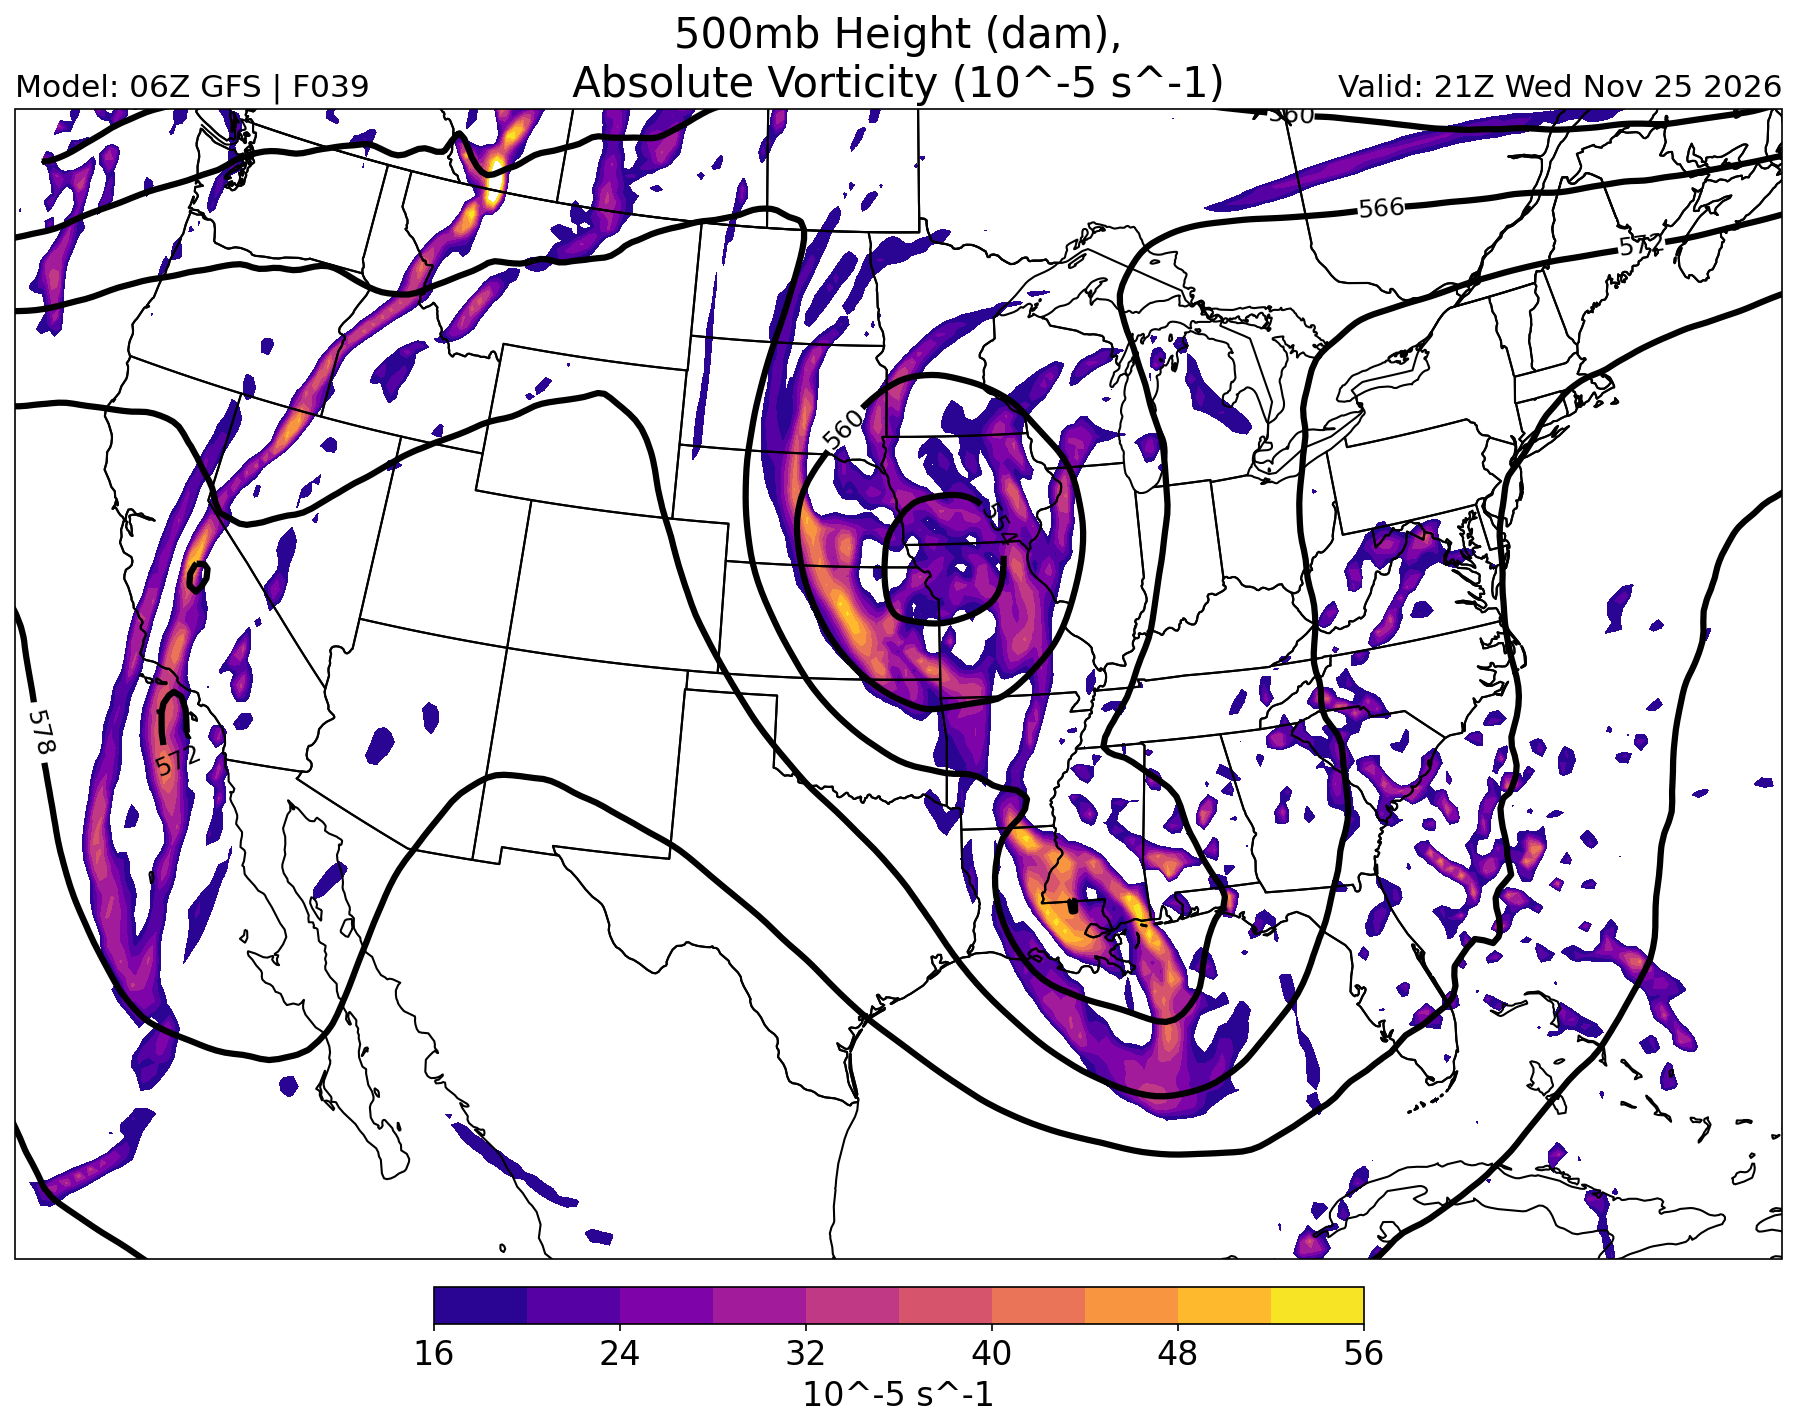 500mb Height (dam),
Model: 06Z GFS | F039
Absolute Vorticity (10^-5 s^-1)
Valid: 21Z Wed Nov 25 2026
560
566
572
560
554
578
572
16
24
32
40
48
56
10^-5 s^-1